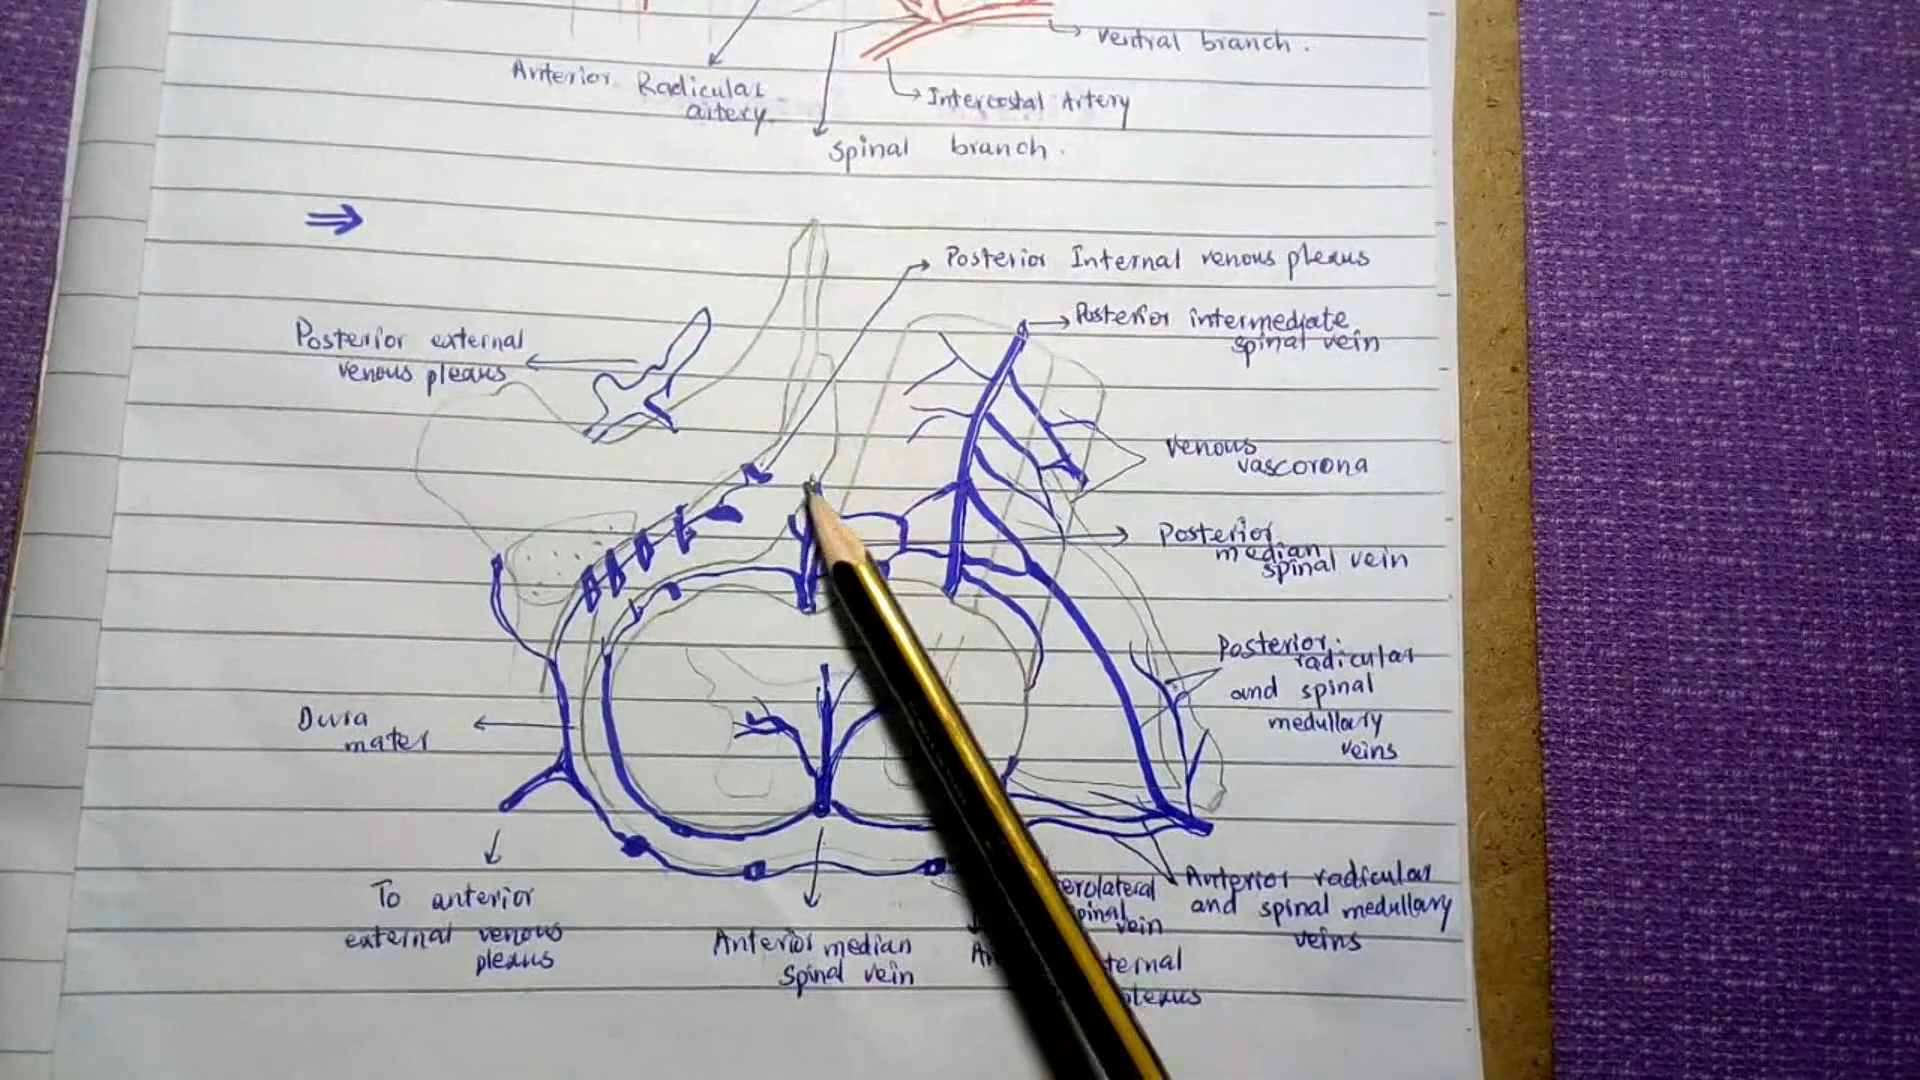 ventral branch.
Anterior Radicular
artery.
Intercostal Artery
Spinal branch.
Posterior Internal venous plexus
Posterior intermediate
spinal vein
Posterior external
venous plexus
Venous
vascorona
Posterior
median
spinal vein
Posterior
radicular
and spinal
medullary
veins
Dura
mater
To anterior
external venous
plexus
Anterior median
Spinal vein
vein
Anterior radicular
and spinal medullary
veins